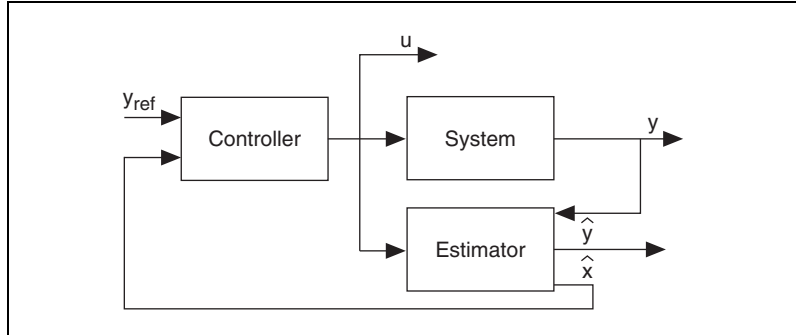 u
y_ref
Controller
System
y
Estimator
ŷ
x̂